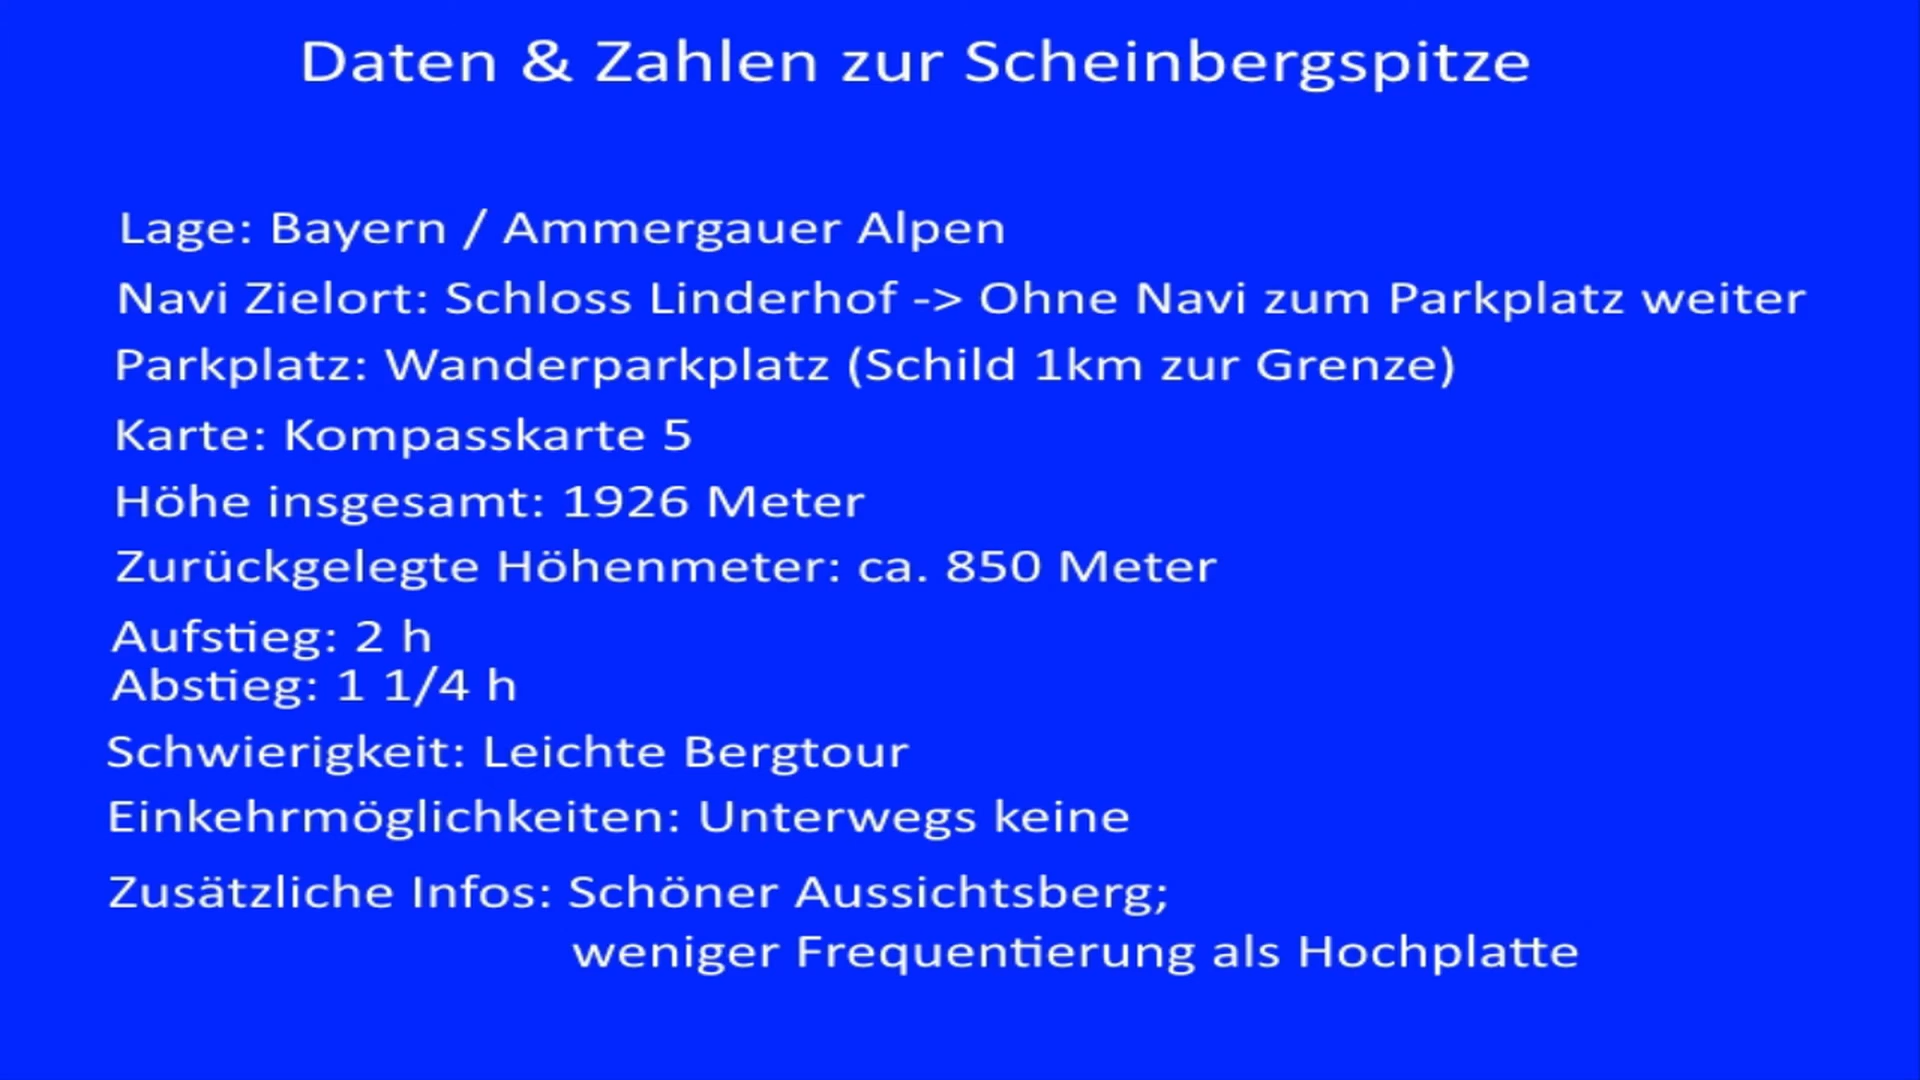 Daten & Zahlen zur Scheinbergspitze
Lage: Bayern / Ammergauer Alpen
Navi Zielort: Schloss Linderhof -> Ohne Navi zum Parkplatz weiter
Parkplatz: Wanderparkplatz (Schild 1km zur Grenze)
Karte: Kompasskarte 5
Höhe insgesamt: 1926 Meter
Zurückgelegte Höhenmeter: ca. 850 Meter
Aufstieg: 2 h
Abstieg: 1 1/4 h
Schwierigkeit: Leichte Bergtour
Einkehrmöglichkeiten: Unterwegs keine
Zusätzliche Infos: Schöner Aussichtsberg;
weniger Frequentierung als Hochplatte